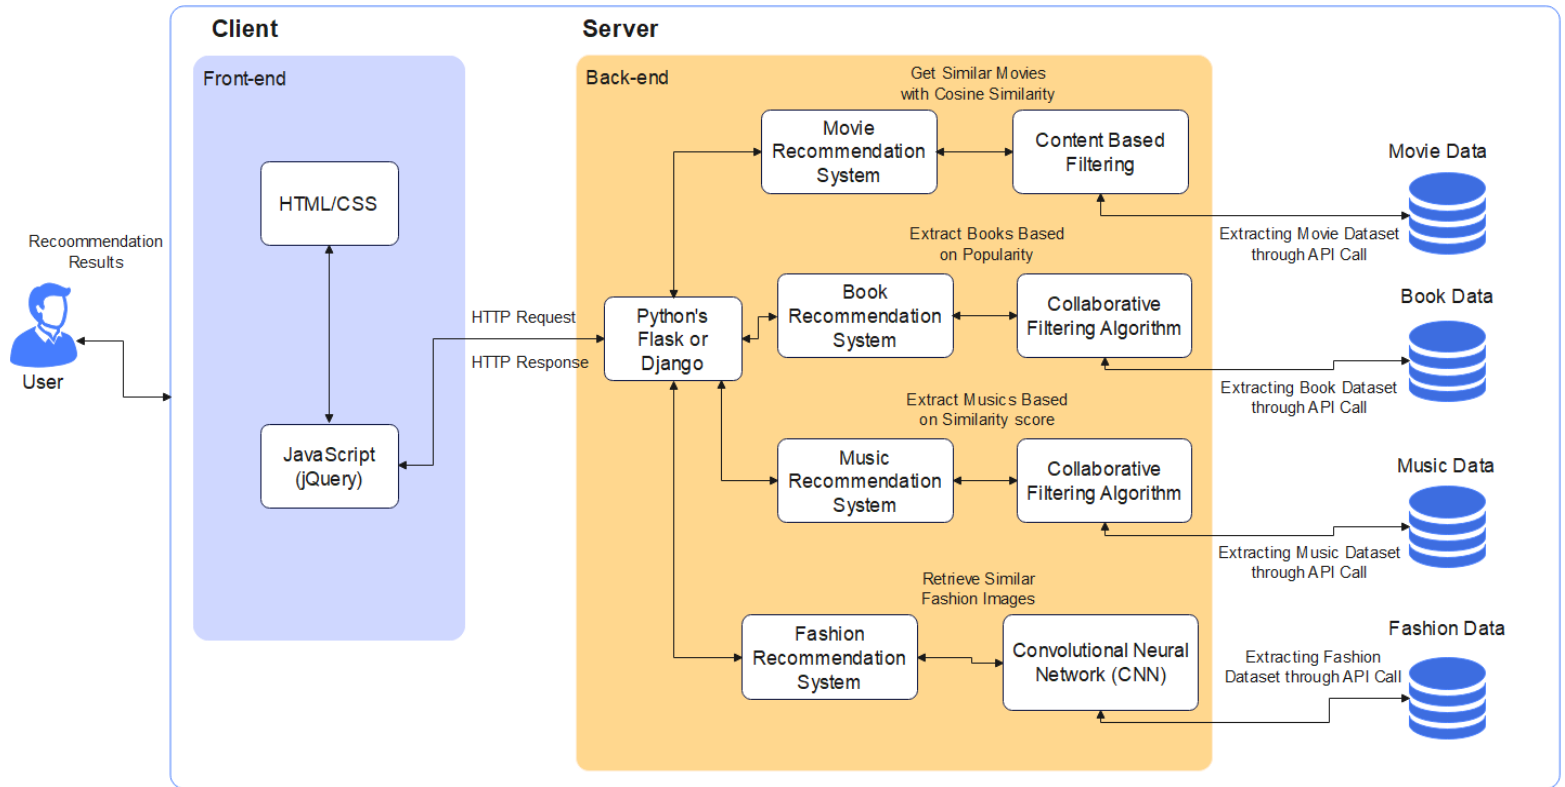 Client
Server
Front-end
Back-end
HTML/CSS
JavaScript
(jQuery)
Recoommendation
Results
User
HTTP Request
HTTP Response
Python's
Flask or
Django
Get Similar Movies
with Cosine Similarity
Movie
Recommendation
System
Content Based
Filtering
Movie Data
Extracting Movie Dataset
through API Call
Extract Books Based
on Popularity
Book
Recommendation
System
Collaborative
Filtering Algorithm
Book Data
Extracting Book Dataset
through API Call
Extract Musics Based
on Similarity score
Music
Recommendation
System
Collaborative
Filtering Algorithm
Music Data
Extracting Music Dataset
through API Call
Retrieve Similar
Fashion Images
Fashion
Recommendation
System
Convolutional Neural
Network (CNN)
Fashion Data
Extracting Fashion
Dataset through API Call